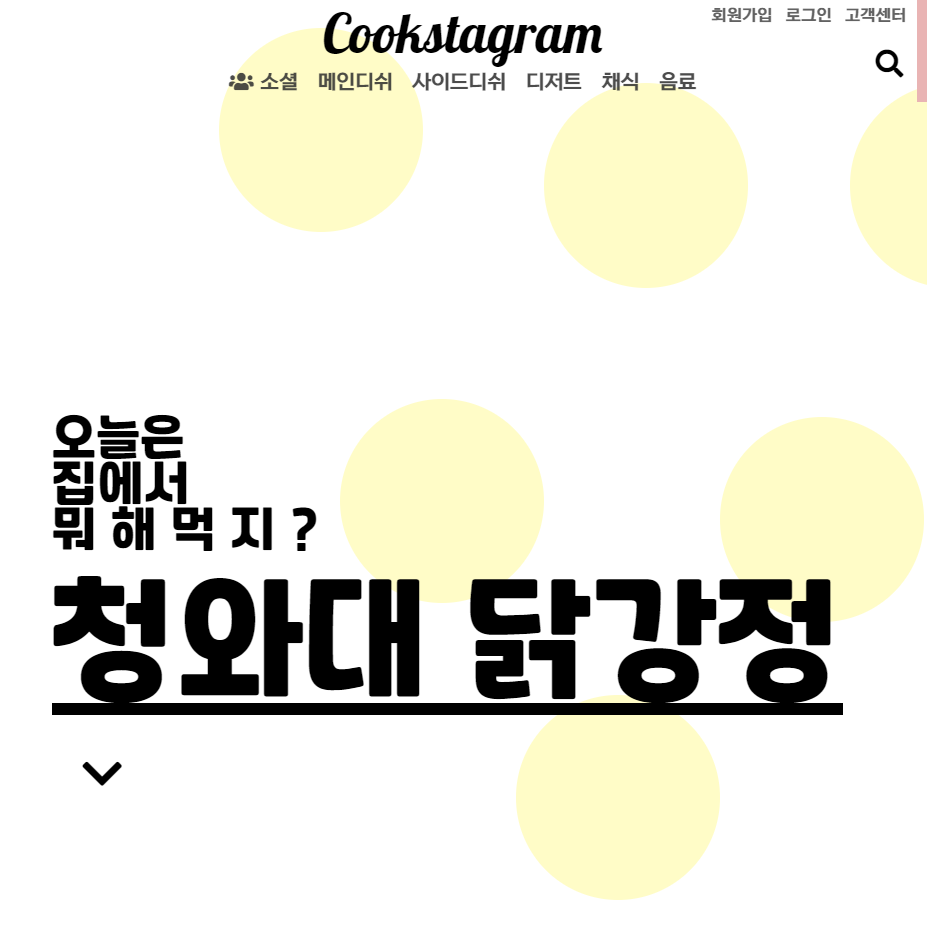 회원가입 로그인 고객센터
Cookstagram
소셜 메인디쉬 사이드디쉬 디저트 채식 음료
오늘은
집에서
뭐 해 먹 지 ?
청와대 닭강정